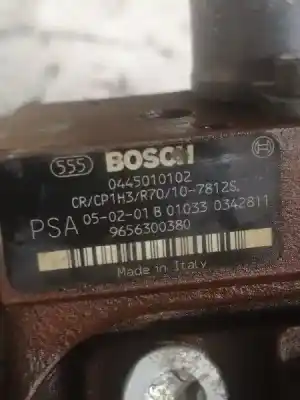 555 BOSCH
0445010102
CR/CP1H3/R70/10-7812S
PSA 05-02-01 B 01033 0342811
9656300380
Made in Italy